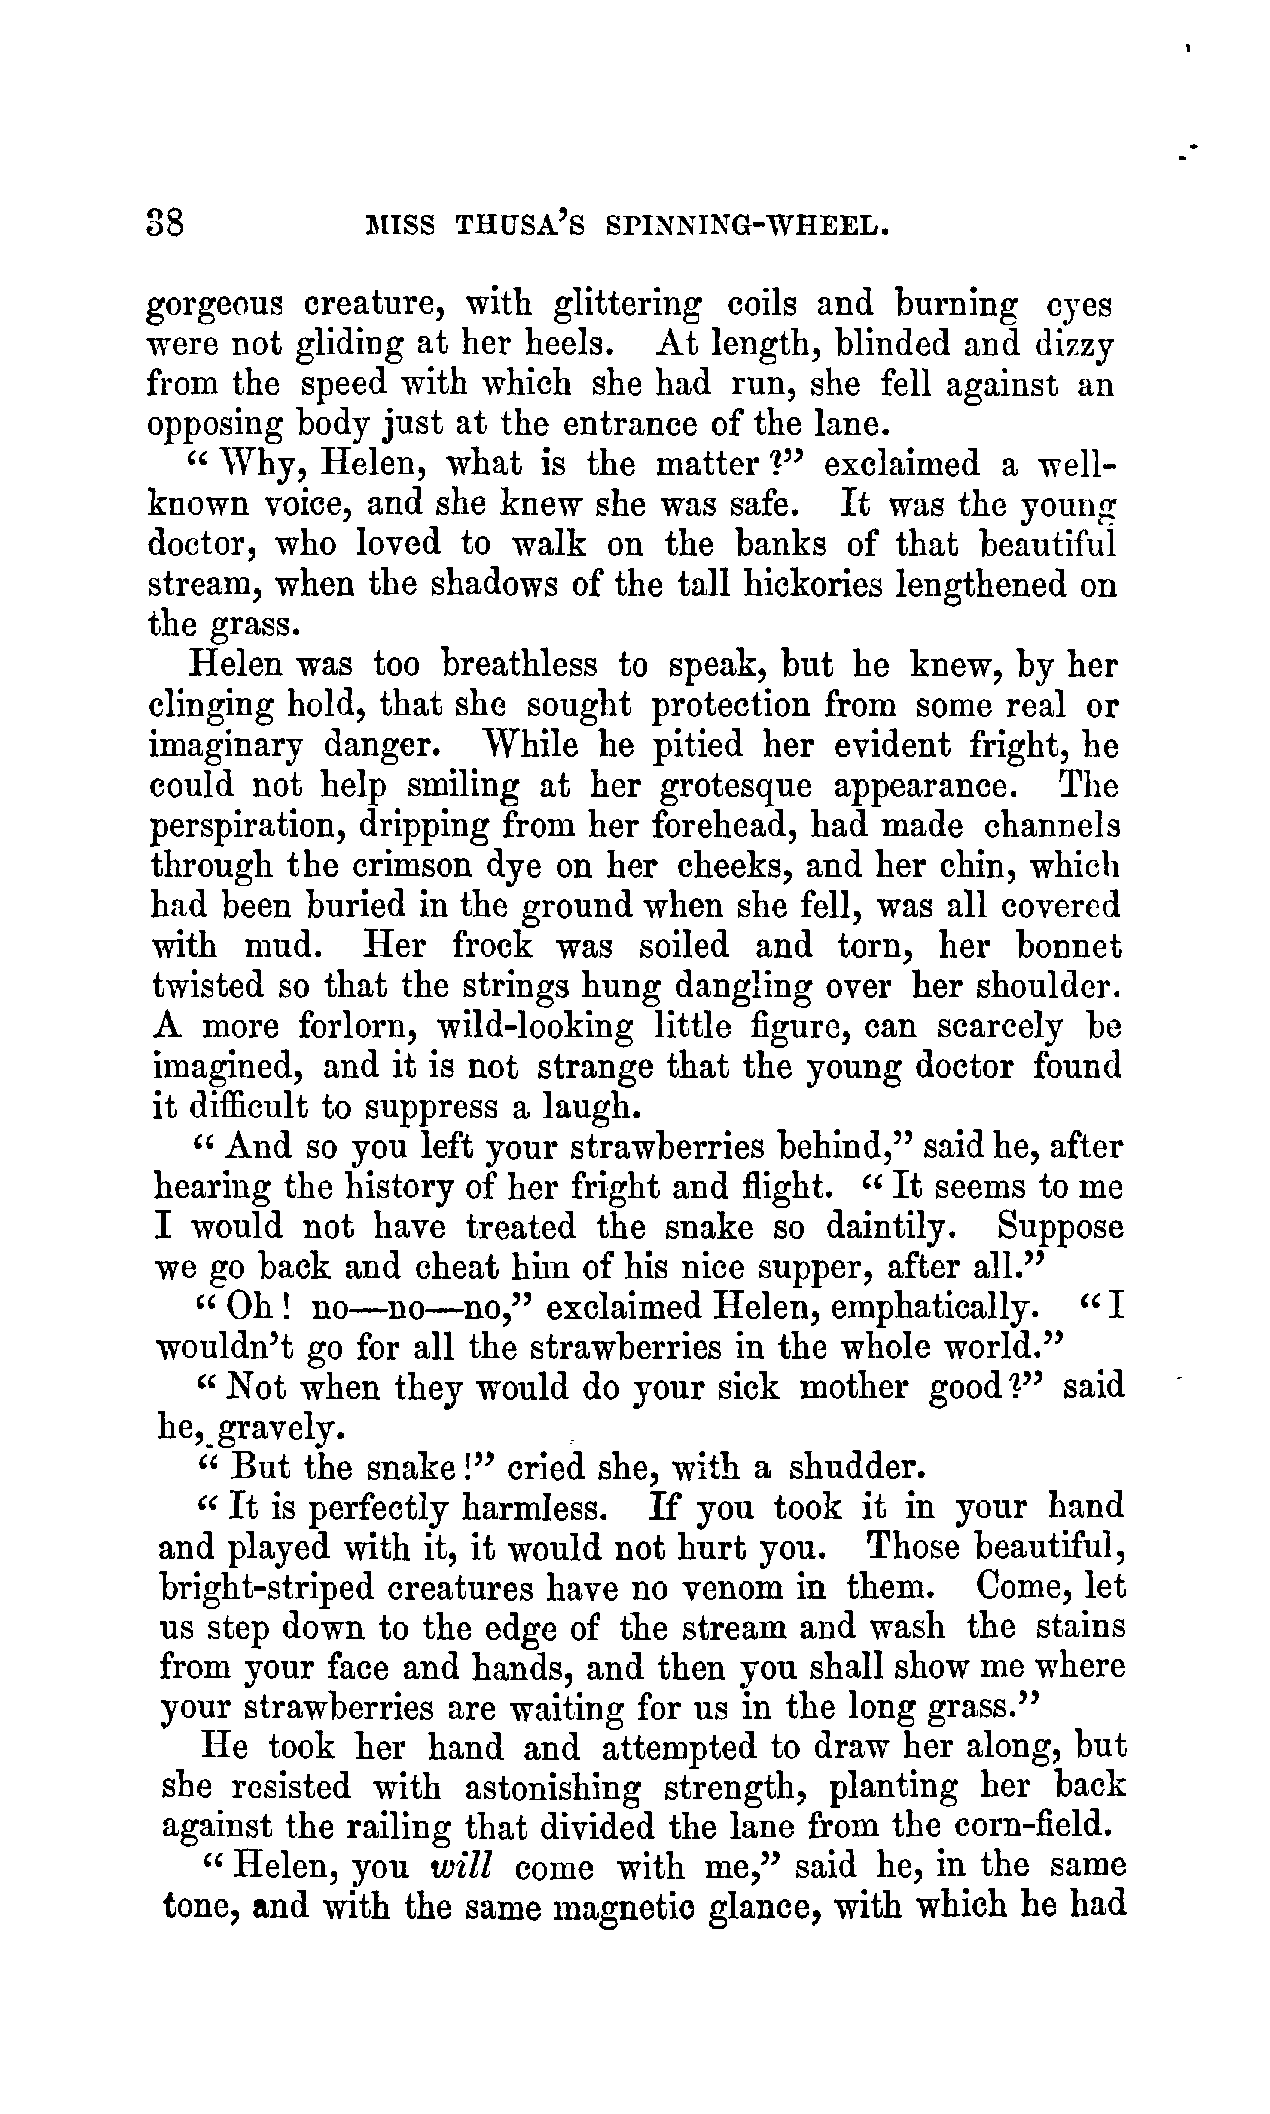 38 MISS THUSA'S SPINNING-WHEEL.
gorgeous creature, with glittering coils and burning eyes
were not gliding at her heels. At length, blinded and dizzy
from the speed with which she had run, she fell against an
opposing body just at the entrance of the lane.
“ Why, Helen, what is the matter ?” exclaimed a well-
known voice, and she knew she was safe. It was the young
doctor, who loved to walk on the banks of that beautiful
stream, when the shadows of the tall hickories lengthened on
the grass.
Helen was too breathless to speak, but he knew, by her
clinging hold, that she sought protection from some real or
imaginary danger. While he pitied her evident fright, he
could not help smiling at her grotesque appearance. The
perspiration, dripping from her forehead, had made channels
through the crimson dye on her cheeks, and her chin, which
had been buried in the ground when she fell, was all covered
with mud. Her frock was soiled and torn, her bonnet
twisted so that the strings hung dangling over her shoulder.
A more forlorn, wild-looking little figure, can scarcely be
imagined, and it is not strange that the young doctor found
it difficult to suppress a laugh.
“ And so you left your strawberries behind,” said he, after
hearing the history of her fright and flight. “ It seems to me
I would not have treated the snake so daintily. Suppose
we go back and cheat him of his nice supper, after all.”
“ Oh ! no—no—no,” exclaimed Helen, emphatically. “ I
wouldn’t go for all the strawberries in the whole world.”
“ Not when they would do your sick mother good ?” said
he, gravely.
“ But the snake !” cried she, with a shudder.
“ It is perfectly harmless. If you took it in your hand
and played with it, it would not hurt you. Those beautiful,
bright-striped creatures have no venom in them. Come, let
us step down to the edge of the stream and wash the stains
from your face and hands, and then you shall show me where
your strawberries are waiting for us in the long grass.”
He took her hand and attempted to draw her along, but
she resisted with astonishing strength, planting her back
against the railing that divided the lane from the corn-field.
“ Helen, you will come with me,” said he, in the same
tone, and with the same magnetic glance, with which he had